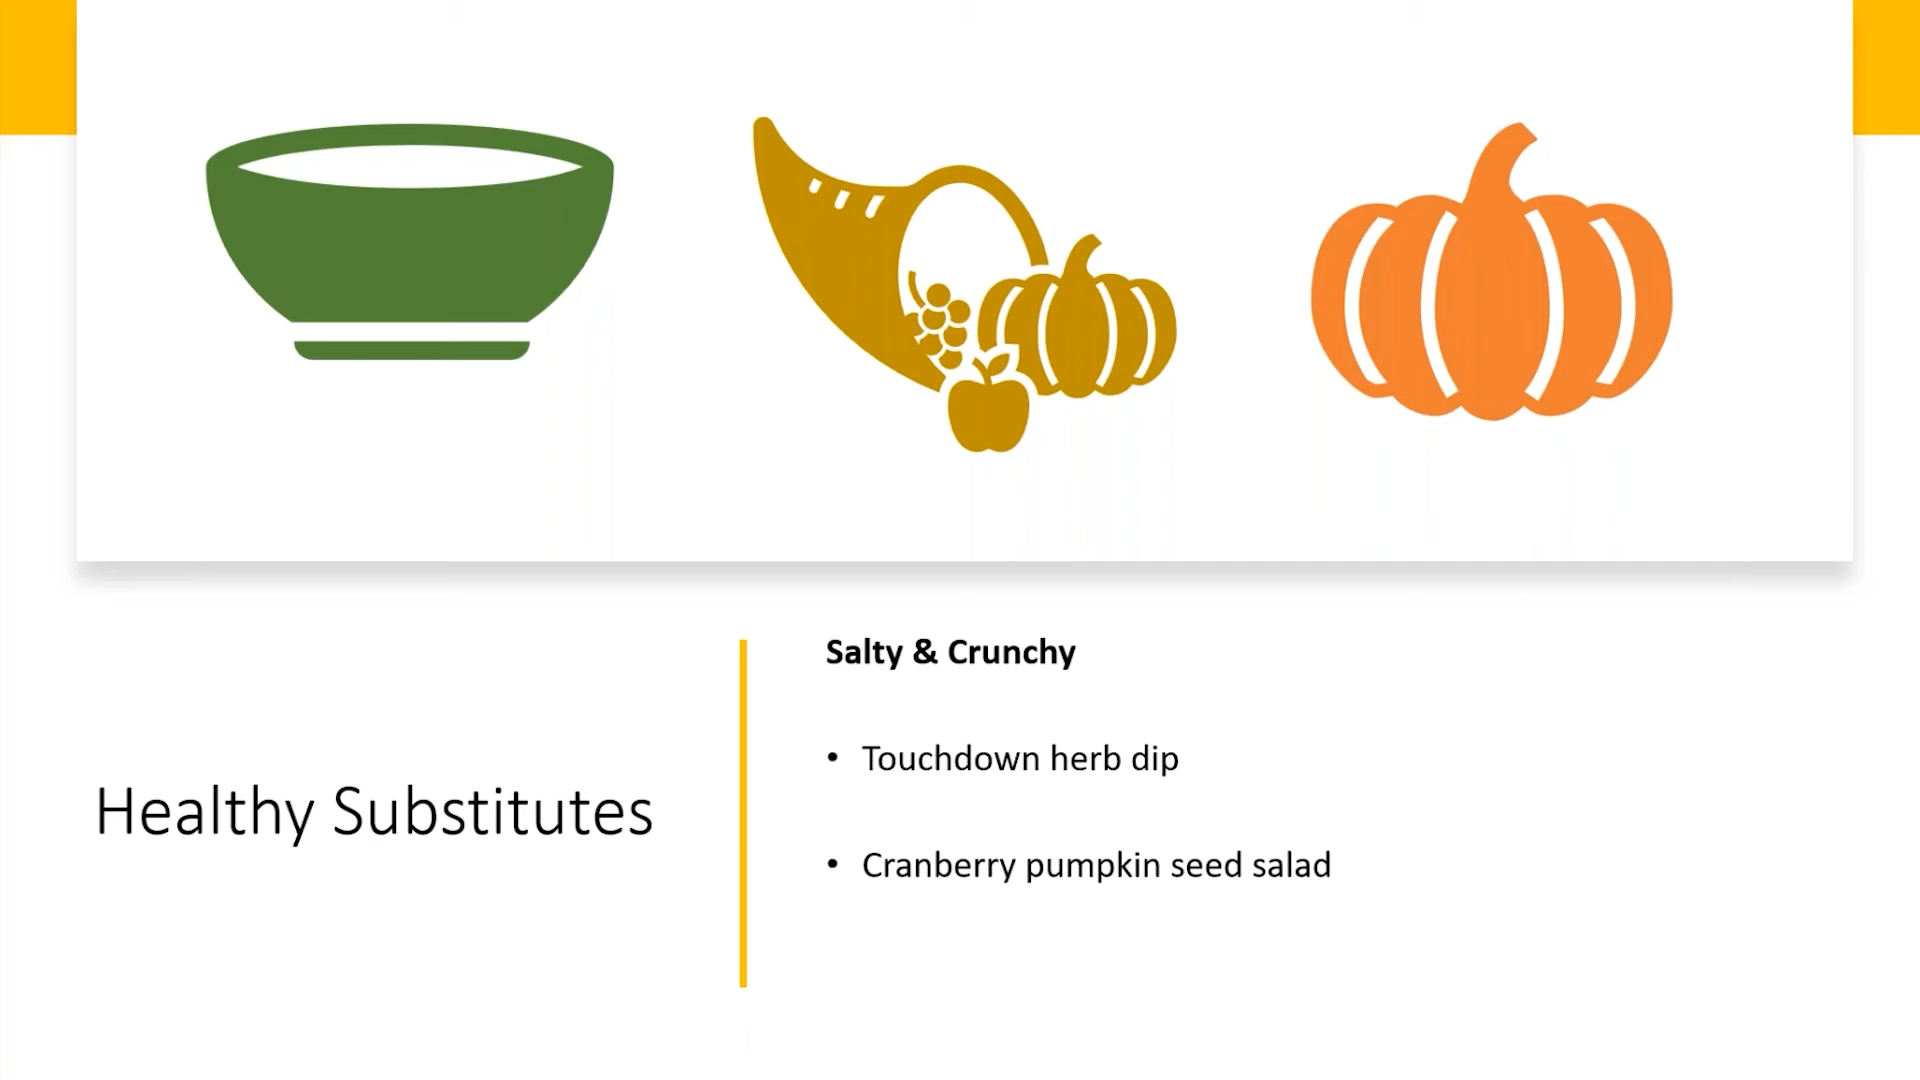 Healthy Substitutes
Salty & Crunchy
• Touchdown herb dip
• Cranberry pumpkin seed salad